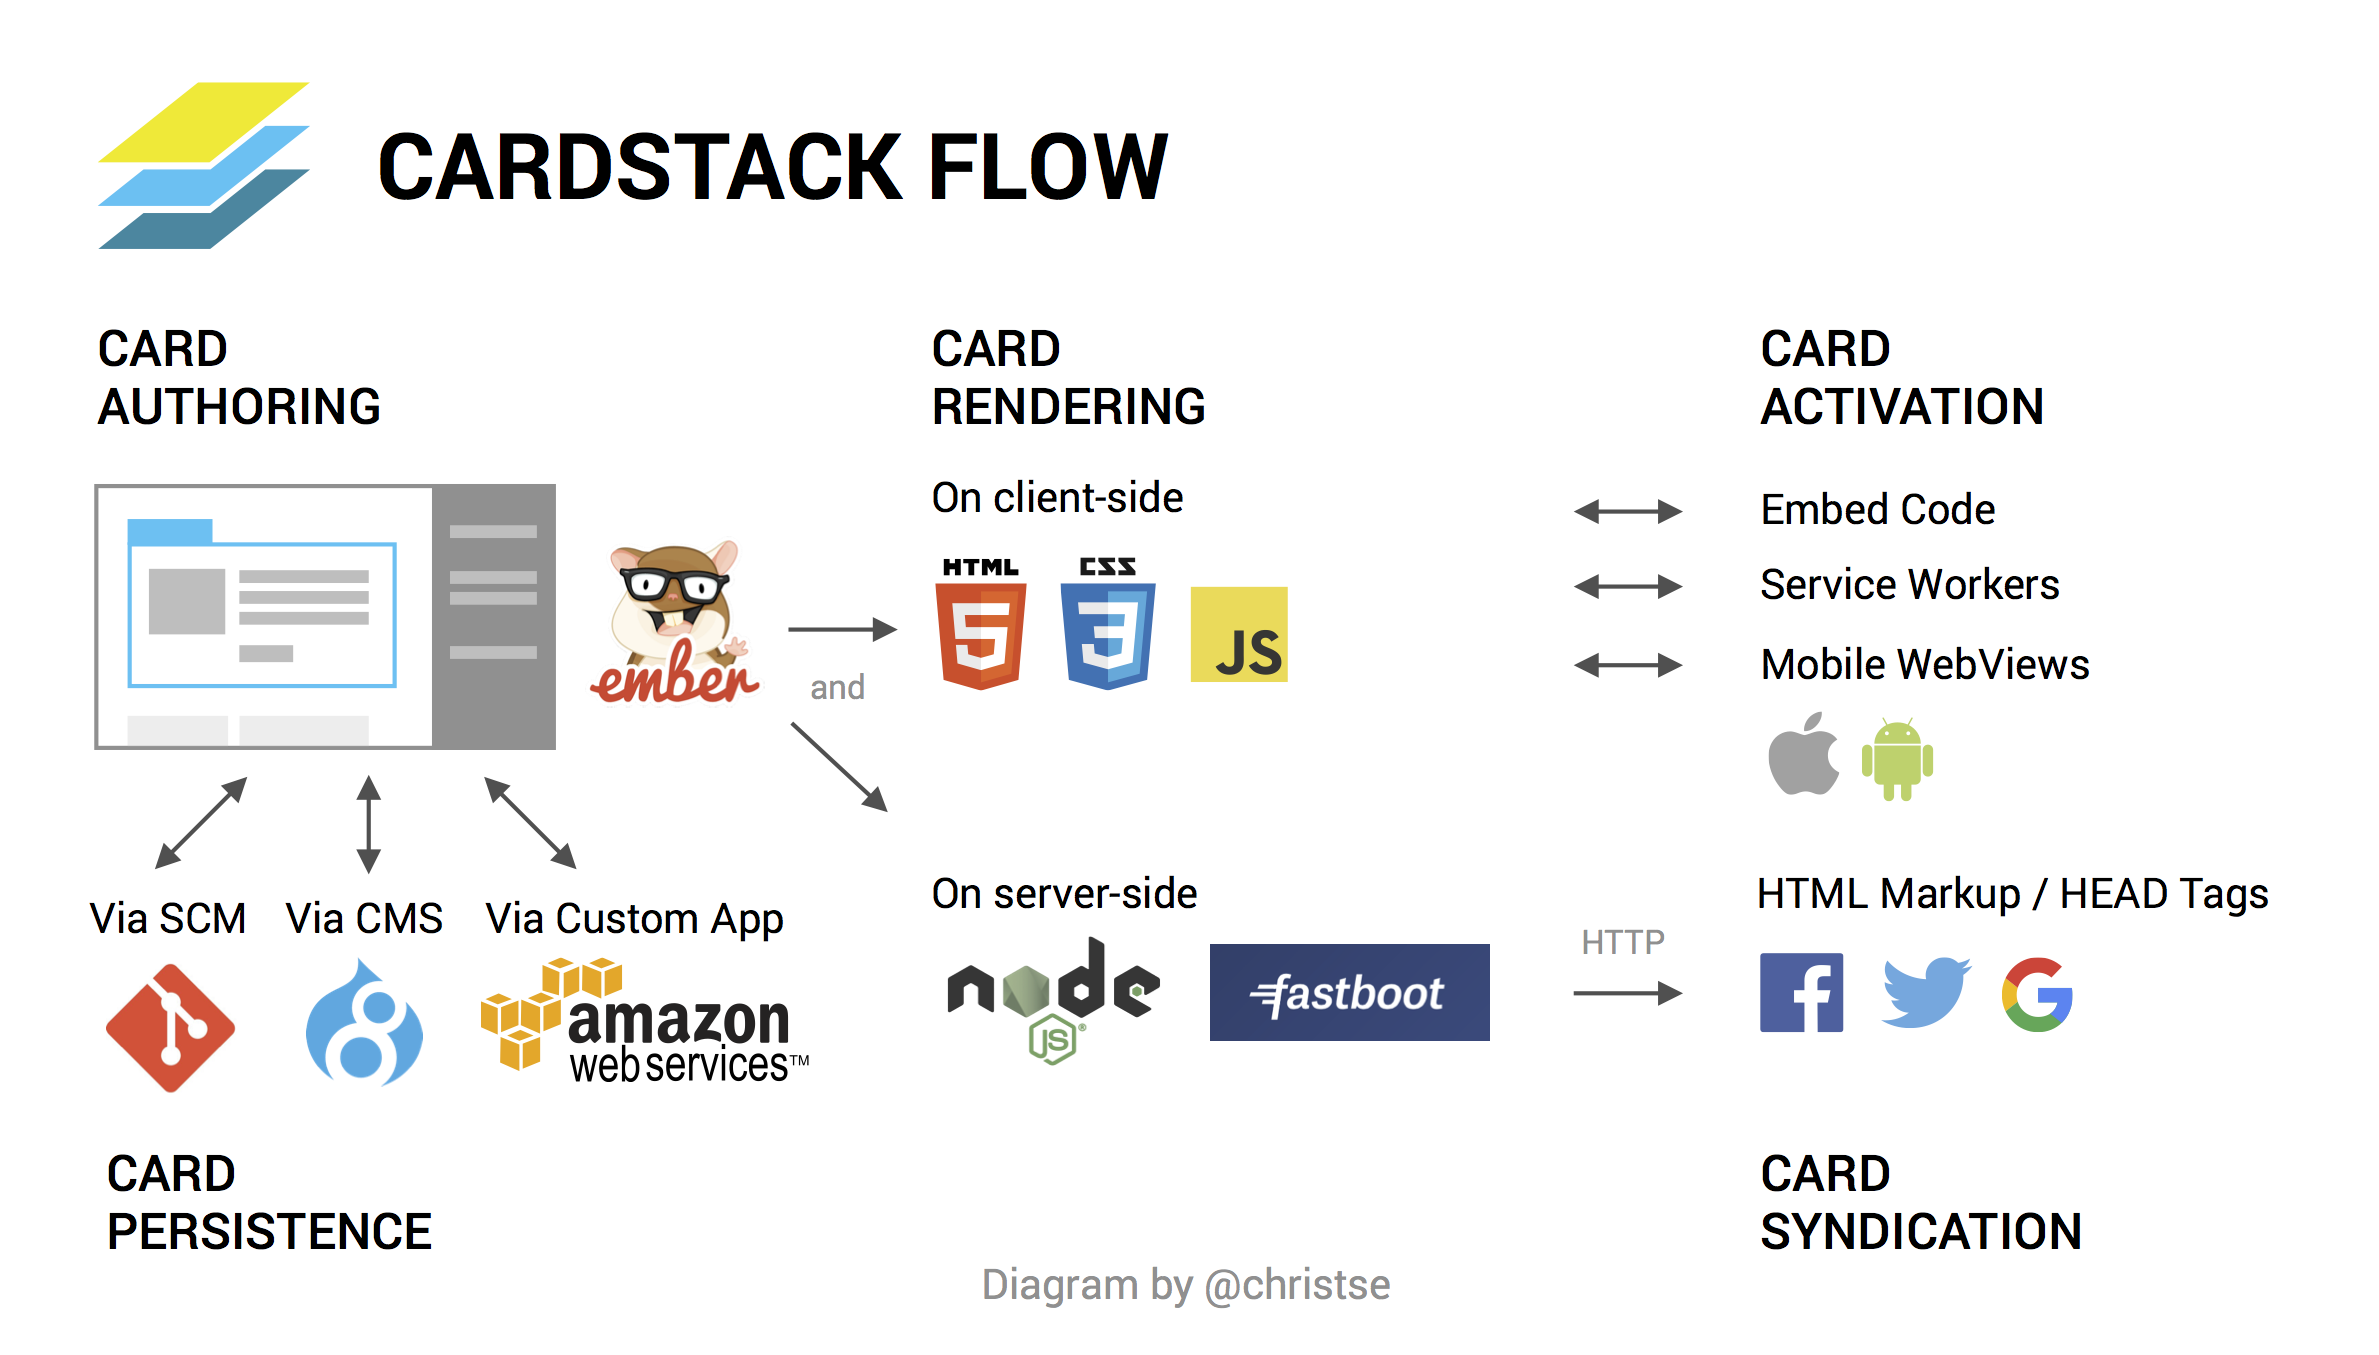 CARDSTACK FLOW
CARD
AUTHORING
ember
and
CARD
RENDERING
On client-side
HTML
5
CSS
3
JS
CARD
ACTIVATION
Embed Code
Service Workers
Mobile WebViews
Via SCM
Via CMS
Via Custom App
8
amazon
web services™
On server-side
node
JS®
fastboot
HTTP
HTML Markup / HEAD Tags
f
G
CARD
PERSISTENCE
CARD
SYNDICATION
Diagram by @christse